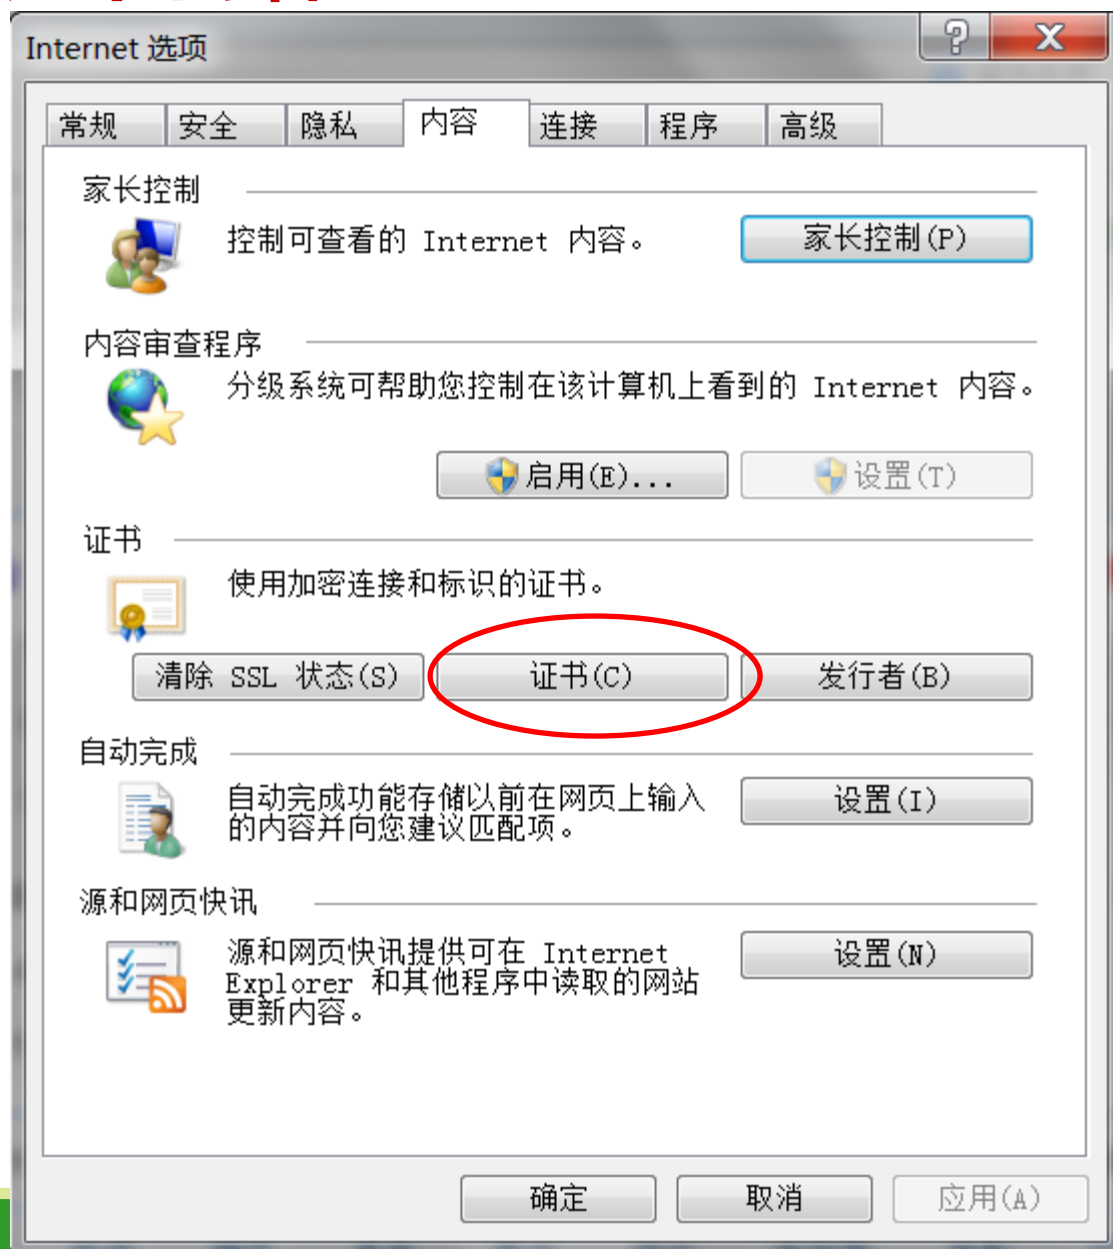 Internet 选项
常规 安全 隐私 内容 连接 程序 高级
家长控制
控制可查看的 Internet 内容。 家长控制(P)
内容审查程序
分级系统可帮助您控制在该计算机上看到的 Internet 内容。
启用(E)... 设置(T)
证书
使用加密连接和标识的证书。
清除 SSL 状态(S) 证书(C) 发行者(B)
自动完成
自动完成功能存储以前在网页上输入 设置(I)
的内容并向您建议匹配项。
源和网页快讯
源和网页快讯提供可在 Internet 设置(N)
Explorer 和其他程序中读取的网站
更新内容。
确定 取消 应用(A)